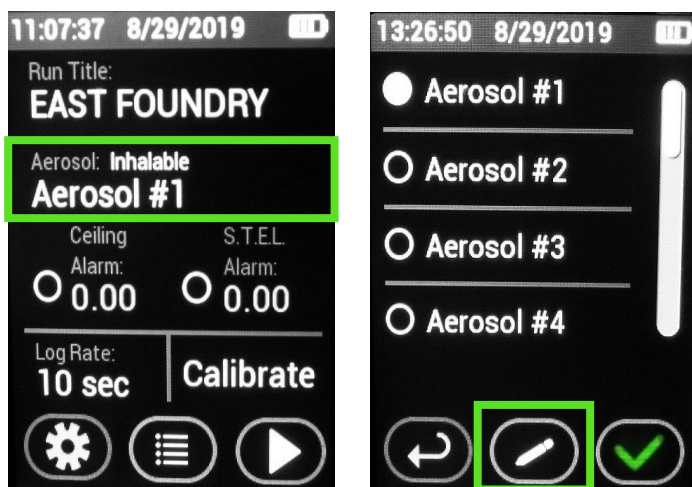 11:07:37 8/29/2019
Run Title:
EAST FOUNDRY
Aerosol: Inhalable
Aerosol #1
Ceiling S.T.E.L.
Alarm: Alarm:
0.00 0.00
Log Rate:
10 sec
Calibrate
13:26:50 8/29/2019
Aerosol #1
Aerosol #2
Aerosol #3
Aerosol #4